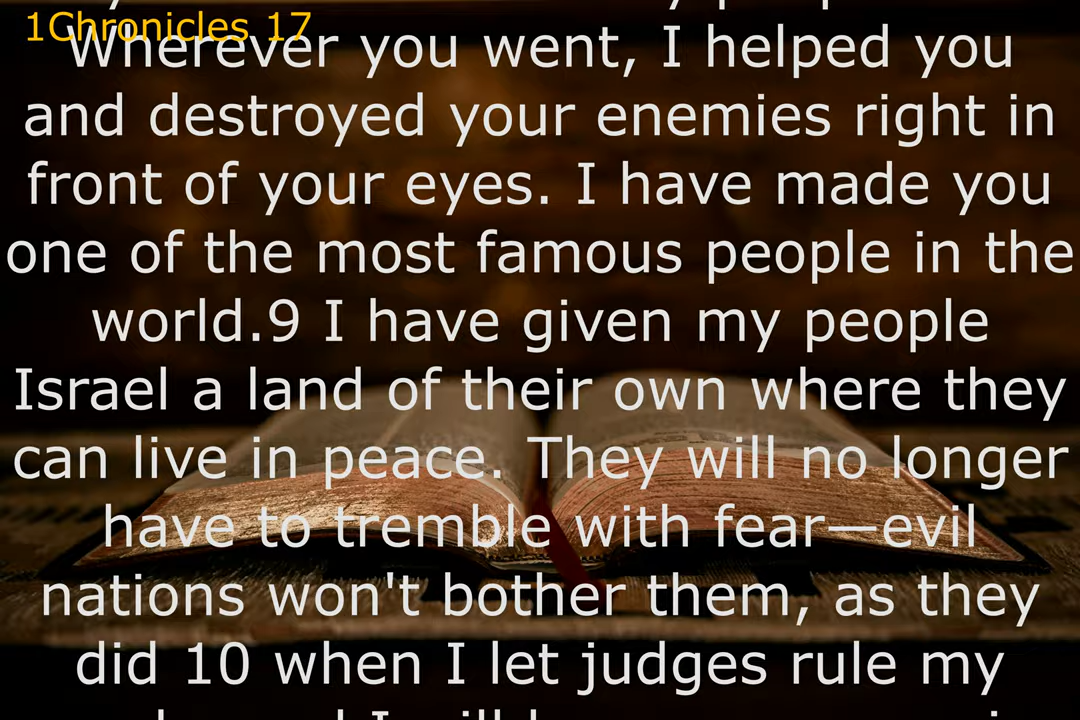 1Chronicles 17
Wherever you went, I helped you
and destroyed your enemies right in
front of your eyes. I have made you
one of the most famous people in the
world.9 I have given my people
Israel a land of their own where they
can live in peace. They will no longer
have to tremble with fear—evil
nations won't bother them, as they
did 10 when I let judges rule my